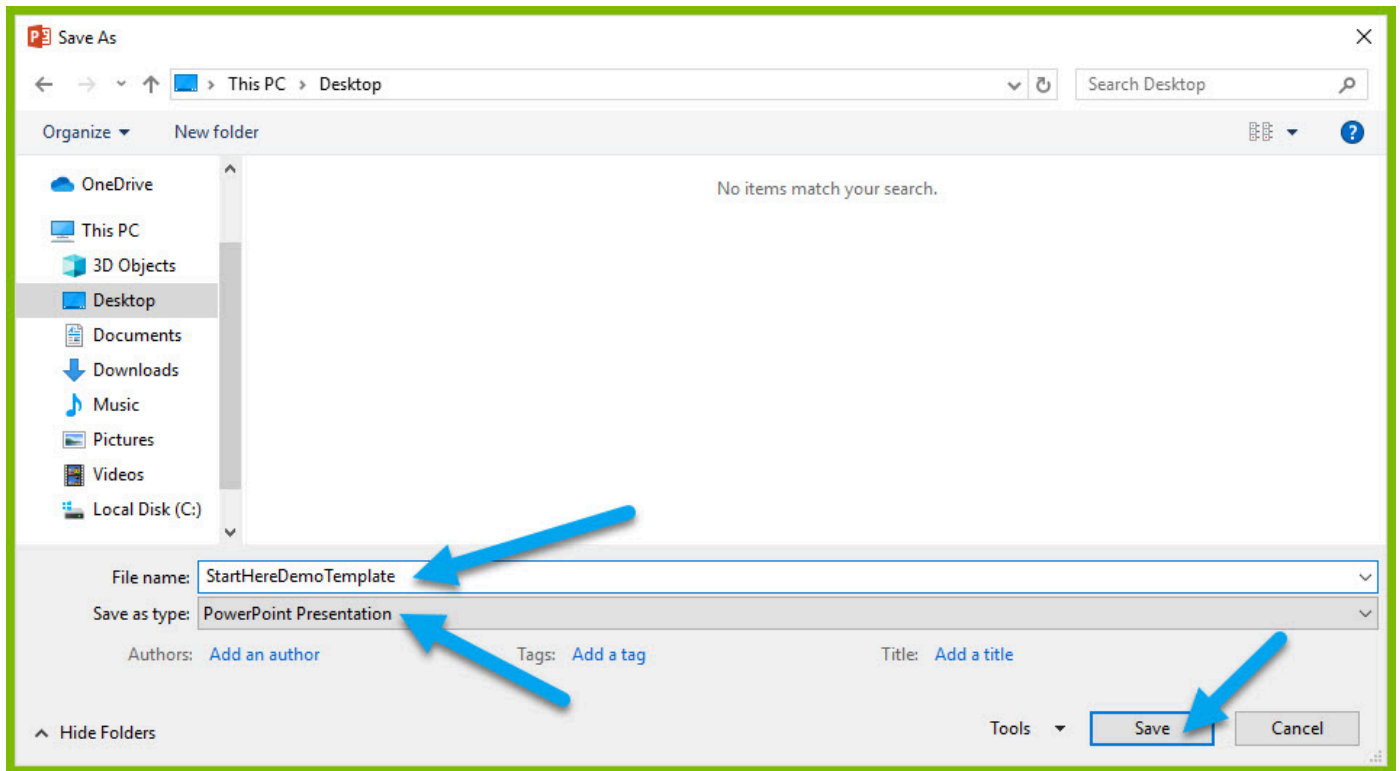 Save As
This PC > Desktop
Search Desktop
Organize
New folder
OneDrive
No items match your search.
This PC
3D Objects
Desktop
Documents
Downloads
Music
Pictures
Videos
Local Disk (C:)
File name: StartHereDemoTemplate
Save as type: PowerPoint Presentation
Authors: Add an author Tags: Add a tag Title: Add a title
Hide Folders
Tools
Save
Cancel